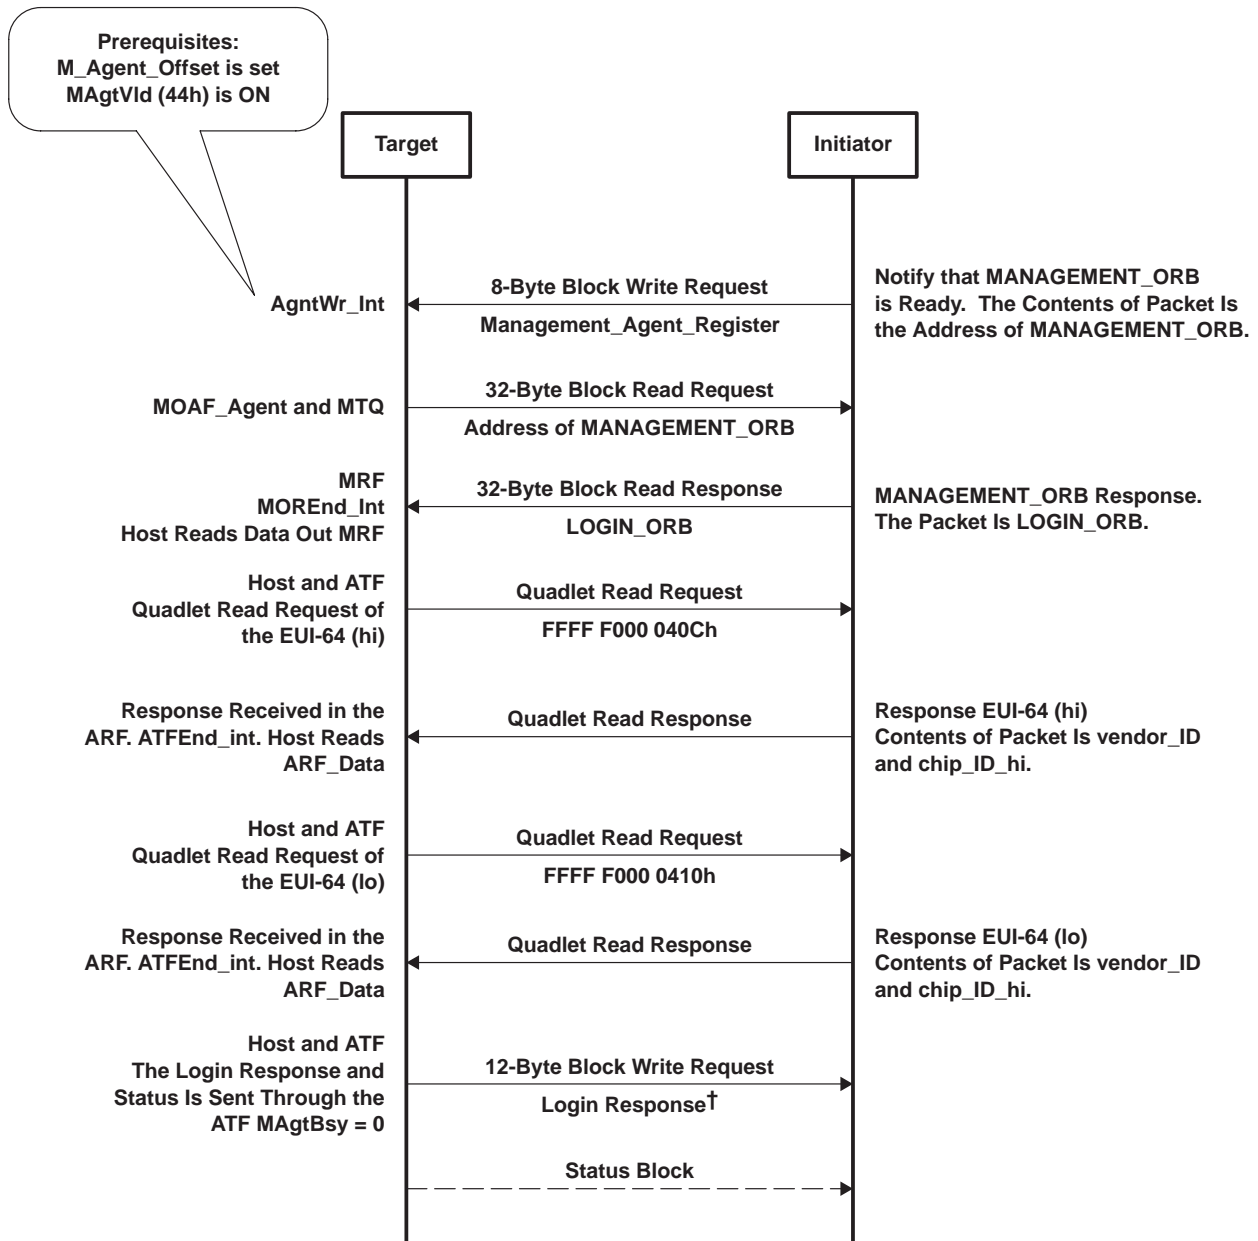 Prerequisites:
M_Agent_Offset is set
MAgtVld (44h) is ON
Target
Initiator
AgntWr_Int
8-Byte Block Write Request
Management_Agent_Register
Notify that MANAGEMENT_ORB
is Ready. The Contents of Packet Is
the Address of MANAGEMENT_ORB.
MOAF_Agent and MTQ
32-Byte Block Read Request
Address of MANAGEMENT_ORB
MRF
MOREnd_Int
Host Reads Data Out MRF
32-Byte Block Read Response
LOGIN_ORB
MANAGEMENT_ORB Response.
The Packet Is LOGIN_ORB.
Host and ATF
Quadlet Read Request of
the EUI-64 (hi)
Quadlet Read Request
FFFF F000 040Ch
Response Received in the
ARF. ATFEnd_int. Host Reads
ARF_Data
Quadlet Read Response
Response EUI-64 (hi)
Contents of Packet Is vendor_ID
and chip_ID_hi.
Host and ATF
Quadlet Read Request of
the EUI-64 (lo)
Quadlet Read Request
FFFF F000 0410h
Response Received in the
ARF. ATFEnd_int. Host Reads
ARF_Data
Quadlet Read Response
Response EUI-64 (lo)
Contents of Packet Is vendor_ID
and chip_ID_hi.
Host and ATF
The Login Response and
Status Is Sent Through the
ATF MAgtBsy = 0
12-Byte Block Write Request
Login Response†
Status Block